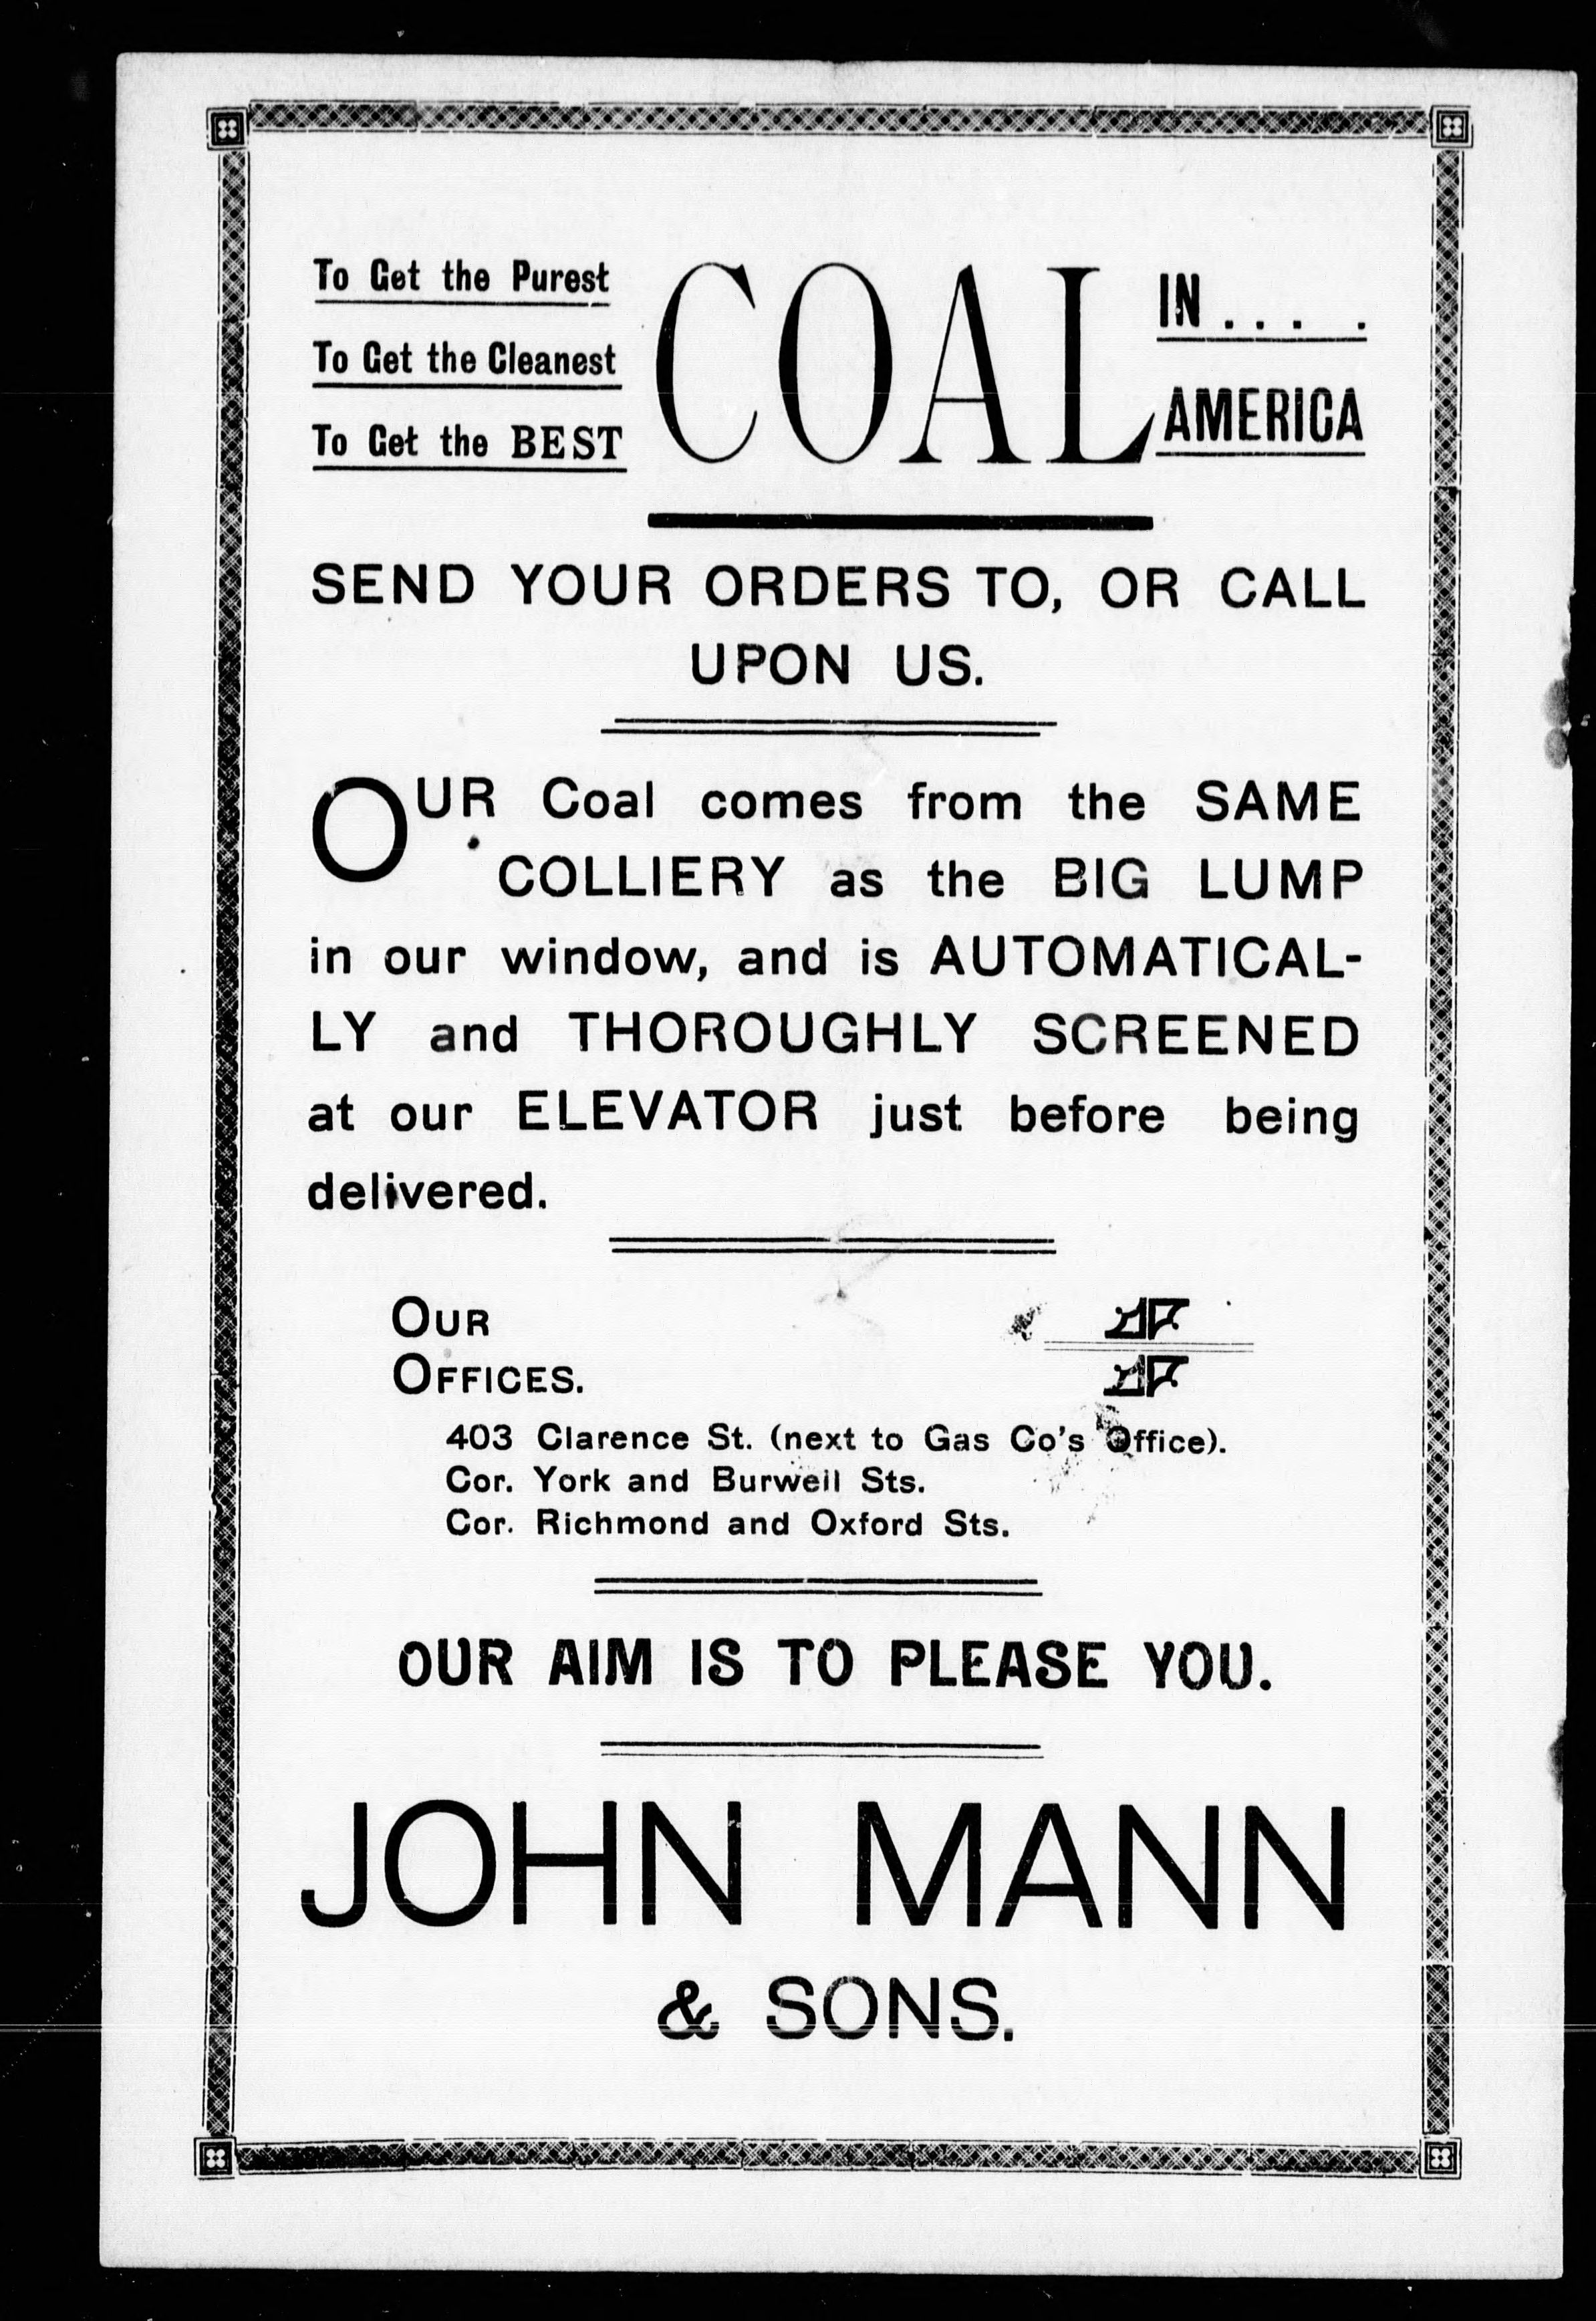 To Get the Purest
To Get the Cleanest
To Get the BEST
COAL
IN . . . .
AMERICA
SEND YOUR ORDERS TO, OR CALL
UPON US.
OUR Coal comes from the SAME
COLLIERY as the BIG LUMP
in our window, and is AUTOMATICAL-
LY and THOROUGHLY SCREENED
at our ELEVATOR just before being
delivered.
OUR
OFFICES.
403 Clarence St. (next to Gas Co's Office).
Cor. York and Burwell Sts.
Cor. Richmond and Oxford Sts.
OUR AIM IS TO PLEASE YOU.
JOHN MANN
& SONS.